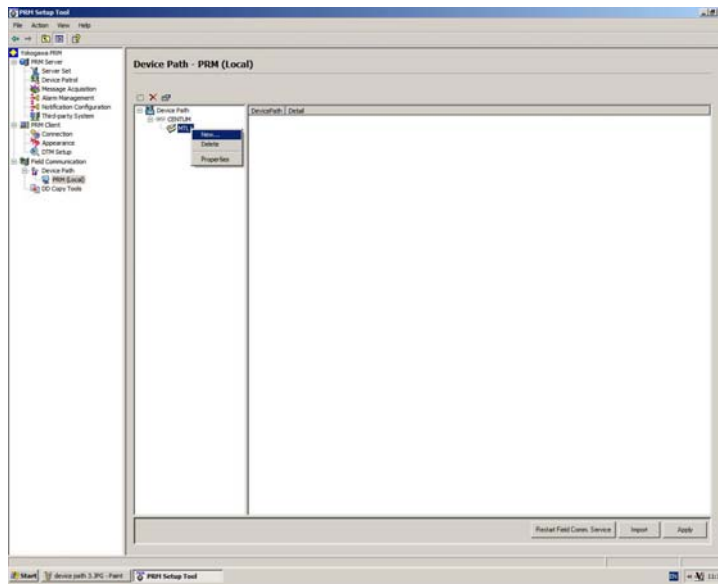 PRM Setup Tool
File Action View Help
Yokogawa PRM
PRM Server
Server Set
Device Patrol
Message Acquisition
Alarm Management
Notification Configuration
Third-party System
PRM Client
Connection
Appearance
DTM Setup
Field Communication
Device Path
PRM (Local)
DD Copy Tools
Device Path - PRM (Local)
Device Path
CENTUM
New...
Delete
Properties
DevicePath Detail
Restart Field Comm. Service Import Apply
Start device path 3.JPG - Paint PRM Setup Tool EN